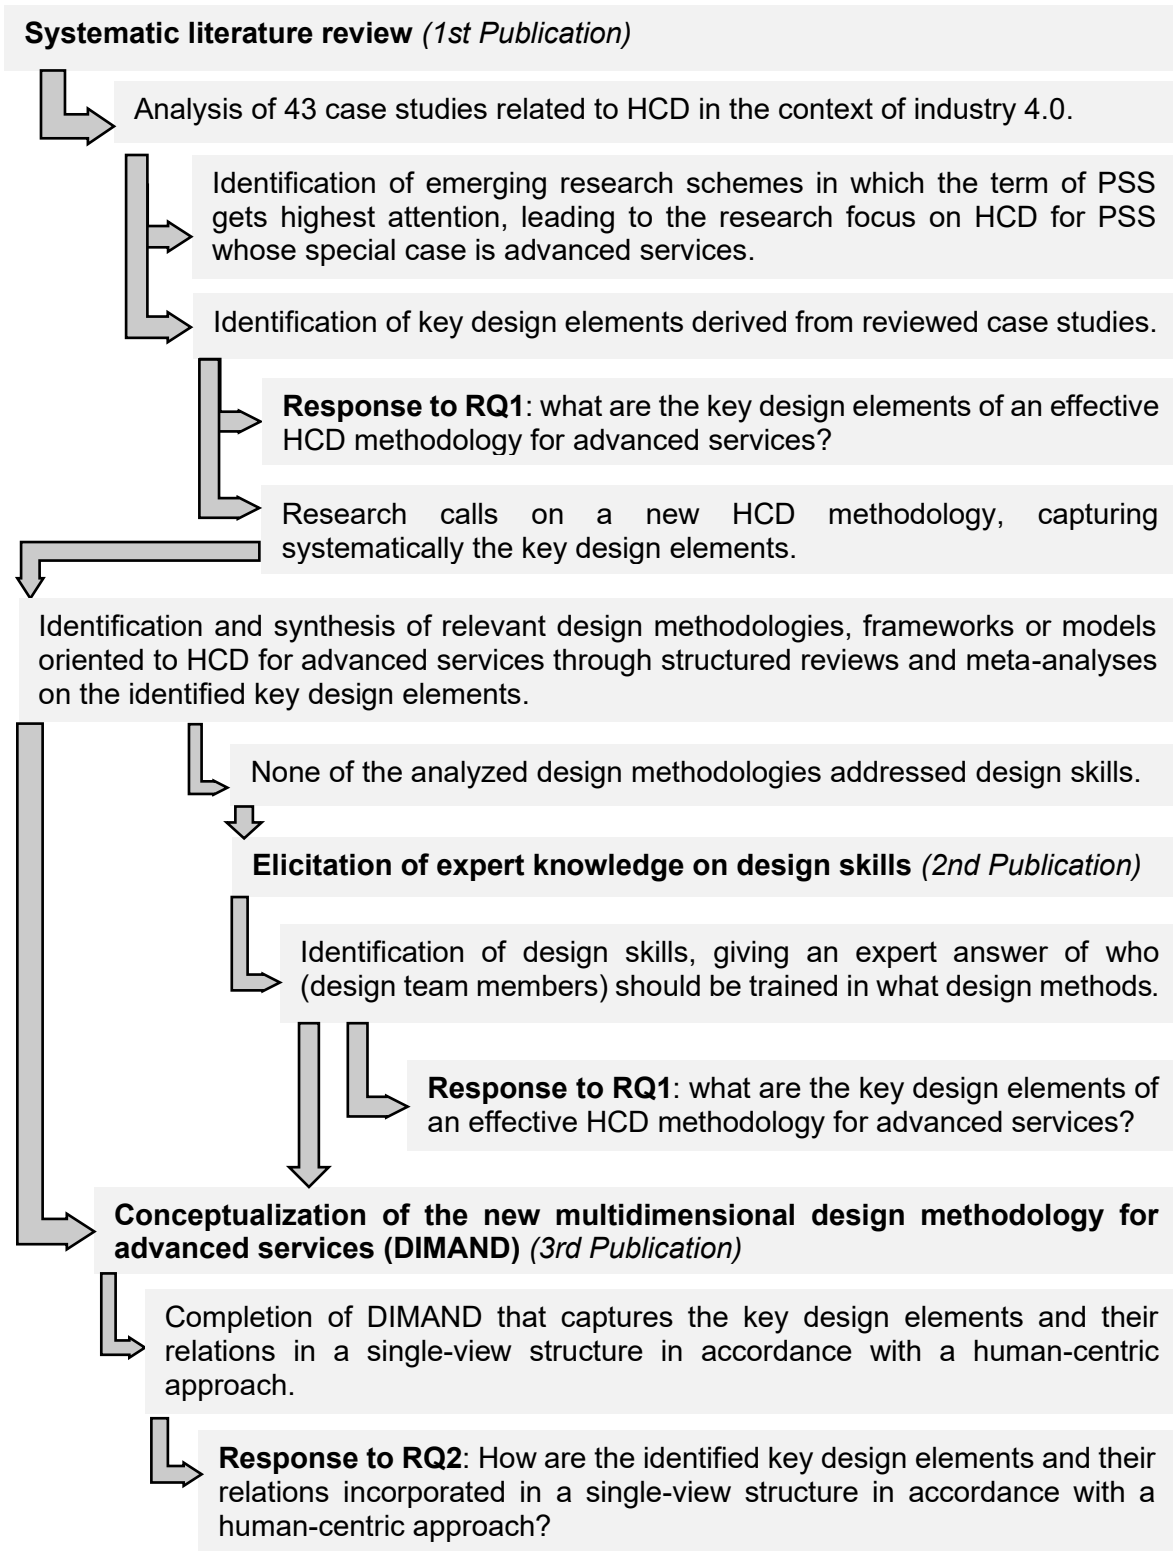 Systematic literature review (1st Publication)
Analysis of 43 case studies related to HCD in the context of industry 4.0.
Identification of emerging research schemes in which the term of PSS
gets highest attention, leading to the research focus on HCD for PSS
whose special case is advanced services.
Identification of key design elements derived from reviewed case studies.
Response to RQ1: what are the key design elements of an effective
HCD methodology for advanced services?
Research calls on a new HCD methodology, capturing
systematically the key design elements.
Identification and synthesis of relevant design methodologies, frameworks or models
oriented to HCD for advanced services through structured reviews and meta-analyses
on the identified key design elements.
None of the analyzed design methodologies addressed design skills.
Elicitation of expert knowledge on design skills (2nd Publication)
Identification of design skills, giving an expert answer of who
(design team members) should be trained in what design methods.
Response to RQ1: what are the key design elements of
an effective HCD methodology for advanced services?
Conceptualization of the new multidimensional design methodology for
advanced services (DIMAND) (3rd Publication)
Completion of DIMAND that captures the key design elements and their
relations in a single-view structure in accordance with a human-centric
approach.
Response to RQ2: How are the identified key design elements and their
relations incorporated in a single-view structure in accordance with a
human-centric approach?